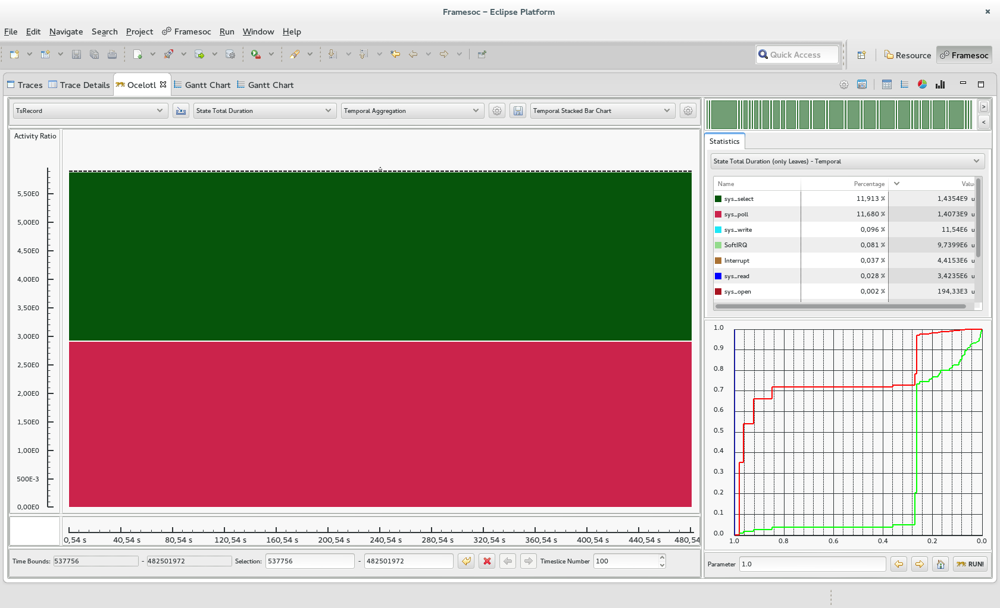 Framesoc – Eclipse Platform
File Edit Navigate Search Project Framesoc Run Window Help
Quick Access Resource Framesoc
Traces Trace Details Ocelotl Gantt Chart Gantt Chart
TsRecord State Total Duration Temporal Aggregation Temporal Stacked Bar Chart
>
<
Activity Ratio
5,50E0
5,00E0
4,50E0
4,00E0
3,50E0
3,00E0
2,50E0
2,00E0
1,50E0
1,00E0
500E-3
0,00E0
0,54 s 40,54 s 80,54 s 120,54 s 160,54 s 200,54 s 240,54 s 280,54 s 320,54 s 360,54 s 400,54 s 440,54 s 480,54
Time Bounds: 537756 - 482501972 Selection: 537756 - 482501972 Timeslice Number 100
Statistics
State Total Duration (only Leaves) - Temporal
Name Percentage Valu
sys_select 11,913 % 1,4354E9 u
sys_poll 11,680 % 1,4073E9 u
sys_write 0,096 % 11,54E6 u
SoftIRQ 0,081 % 9,7399E6 u
Interrupt 0,037 % 4,4153E6 u
sys_read 0,028 % 3,4235E6 u
sys_open 0,002 % 194,33E3 u
1.0
0.9
0.8
0.7
0.6
0.5
0.4
0.3
0.2
0.1
0.0
1.0 0.8 0.6 0.4 0.2 0.0
Parameter 1.0 RUN!